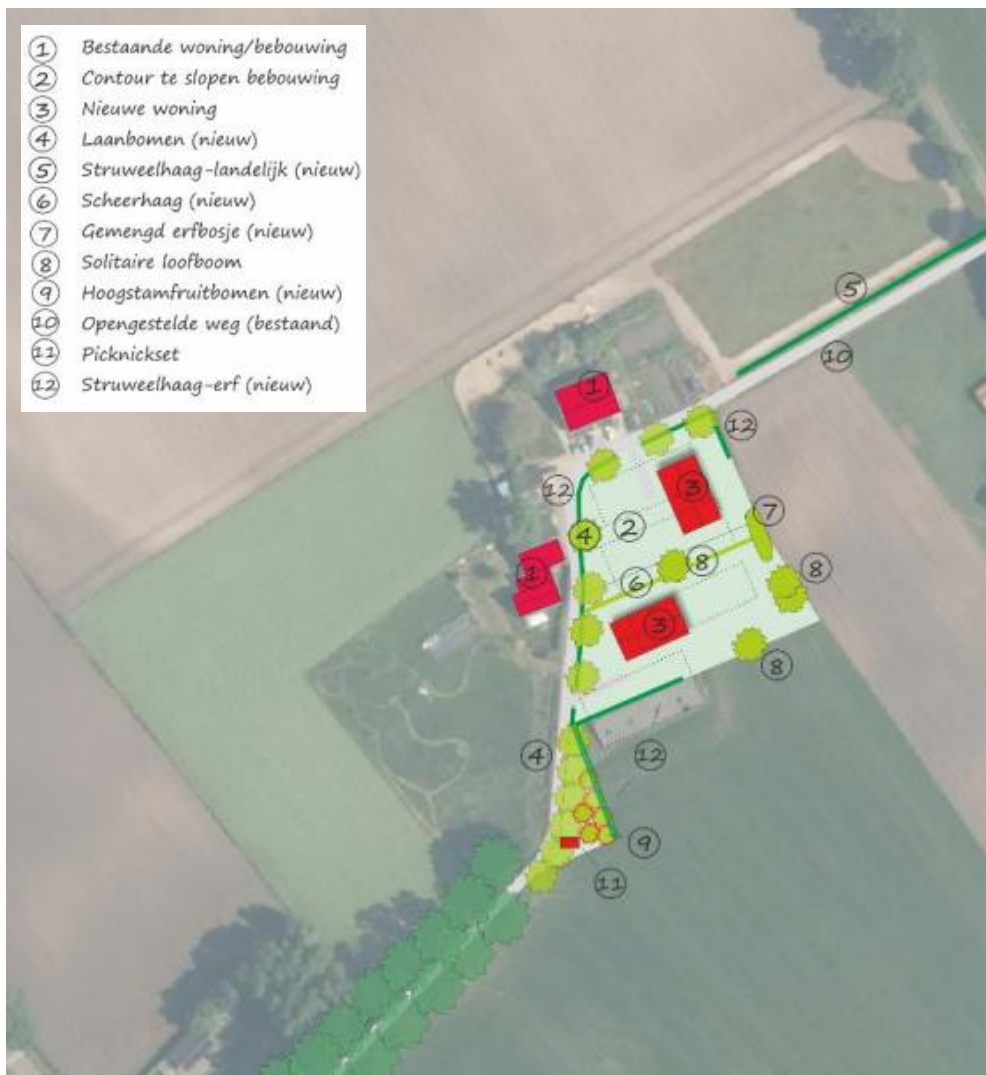 1 Bestaande woning/bebouwing
2 Contour te slopen bebouwing
3 Nieuwe woning
4 Laanbomen (nieuw)
5 Struweelhaag-landelijk (nieuw)
6 Scheerhaag (nieuw)
7 Gemengd erfbosje (nieuw)
8 Solitaire loofboom
9 Hoogstamfruitbomen (nieuw)
10 Opengestelde weg (bestaand)
11 Picknickset
12 Struweelhaag-erf (nieuw)
5
10
1
12
3
12
7
2
4
8
1
6
8
3
8
4
12
9
11